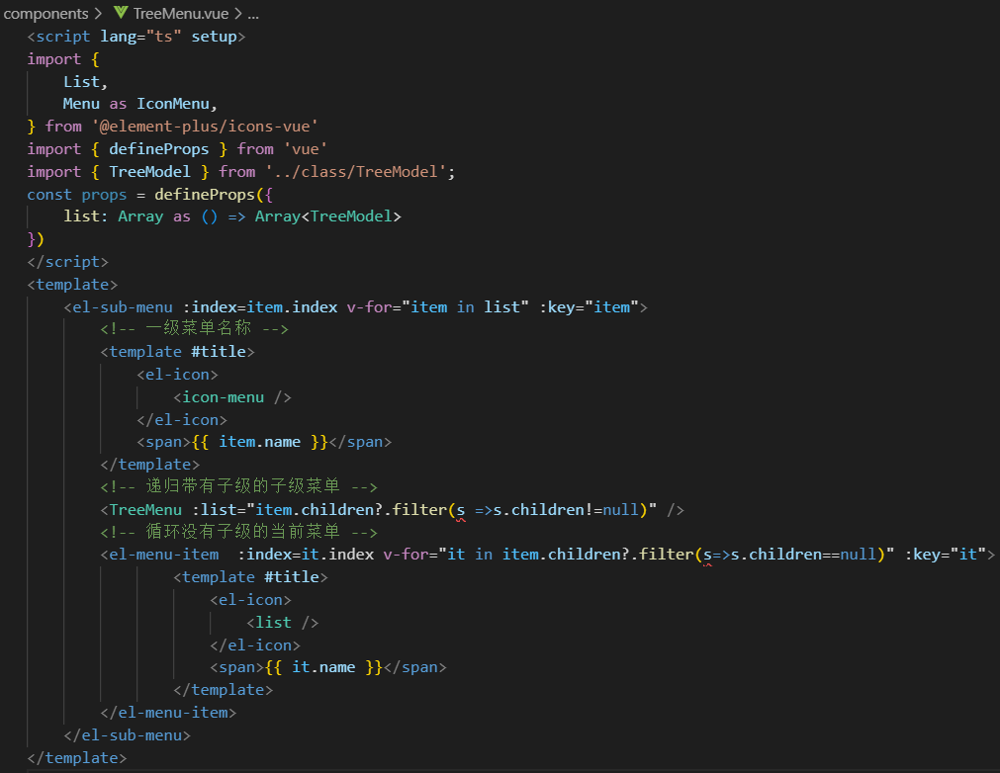 components > TreeMenu.vue > ...
<script lang="ts" setup>
import {
    List,
    Menu as IconMenu,
} from '@element-plus/icons-vue'
import { defineProps } from 'vue'
import { TreeModel } from '../class/TreeModel';
const props = defineProps({
    list: Array as () => Array<TreeModel>
})
</script>
<template>
    <el-sub-menu :index=item.index v-for="item in list" :key="item">
        <!-- 一级菜单名称 -->
        <template #title>
            <el-icon>
                <icon-menu />
            </el-icon>
            <span>{{ item.name }}</span>
        </template>
        <!-- 递归带有子级的子级菜单 -->
        <TreeMenu :list="item.children?.filter(s =>s.children!=null)" />
        <!-- 循环没有子级的当前菜单 -->
        <el-menu-item  :index=it.index v-for="it in item.children?.filter(s=>s.children==null)" :key="it">
                <template #title>
                    <el-icon>
                        <list />
                    </el-icon>
                    <span>{{ it.name }}</span>
                </template>
        </el-menu-item>
    </el-sub-menu>
</template>